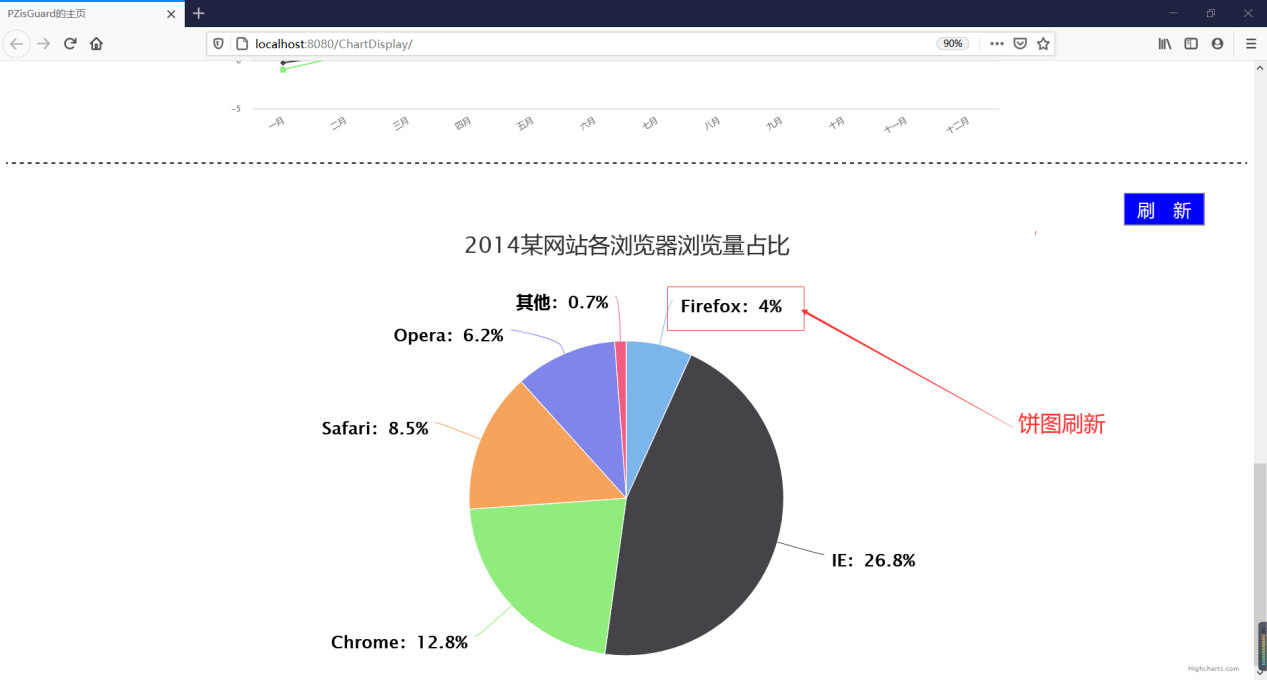 PZisGuard的主页
localhost:8080/ChartDisplay/
90%
0
-5
一月 二月 三月 四月 五月 六月 七月 八月 九月 十月 十一月 十二月
刷 新
2014某网站各浏览器浏览量占比
其他：0.7%
Firefox：4%
Opera：6.2%
饼图刷新
Safari：8.5%
IE：26.8%
Chrome：12.8%
Highcharts.com